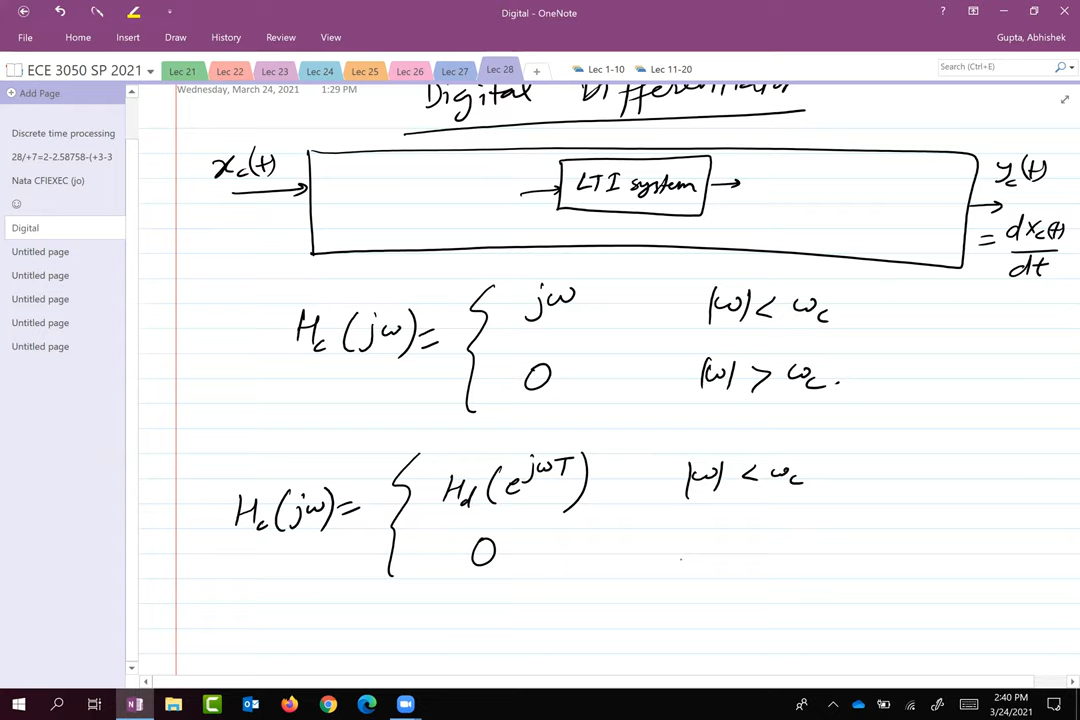 Digital - OneNote
Gupta, Abhishek
File Home Insert Draw History Review View
ECE 3050 SP 2021
Lec 21 Lec 22 Lec 23 Lec 24 Lec 25 Lec 26 Lec 27 Lec 28 Lec 1-10 Lec 11-20
Search (Ctrl+E)
Add Page
Discrete time processing
28/+7=2-2.58758-(+3-3
Nata CFIEXEC (jo)
Digital
Untitled page
Untitled page
Untitled page
Untitled page
Untitled page
Wednesday, March 24, 2021 1:29 PM
Digital Differentiator
x_c(t)
LTI system
y_c(t)
= dx_c(t)/dt
H_c(jω) = { jω |ω| < ω_c
0 |ω| > ω_c.
H_c(jω) = { H_d(e^{jωT}) |ω| < ω_c
0
2:40 PM
3/24/2021